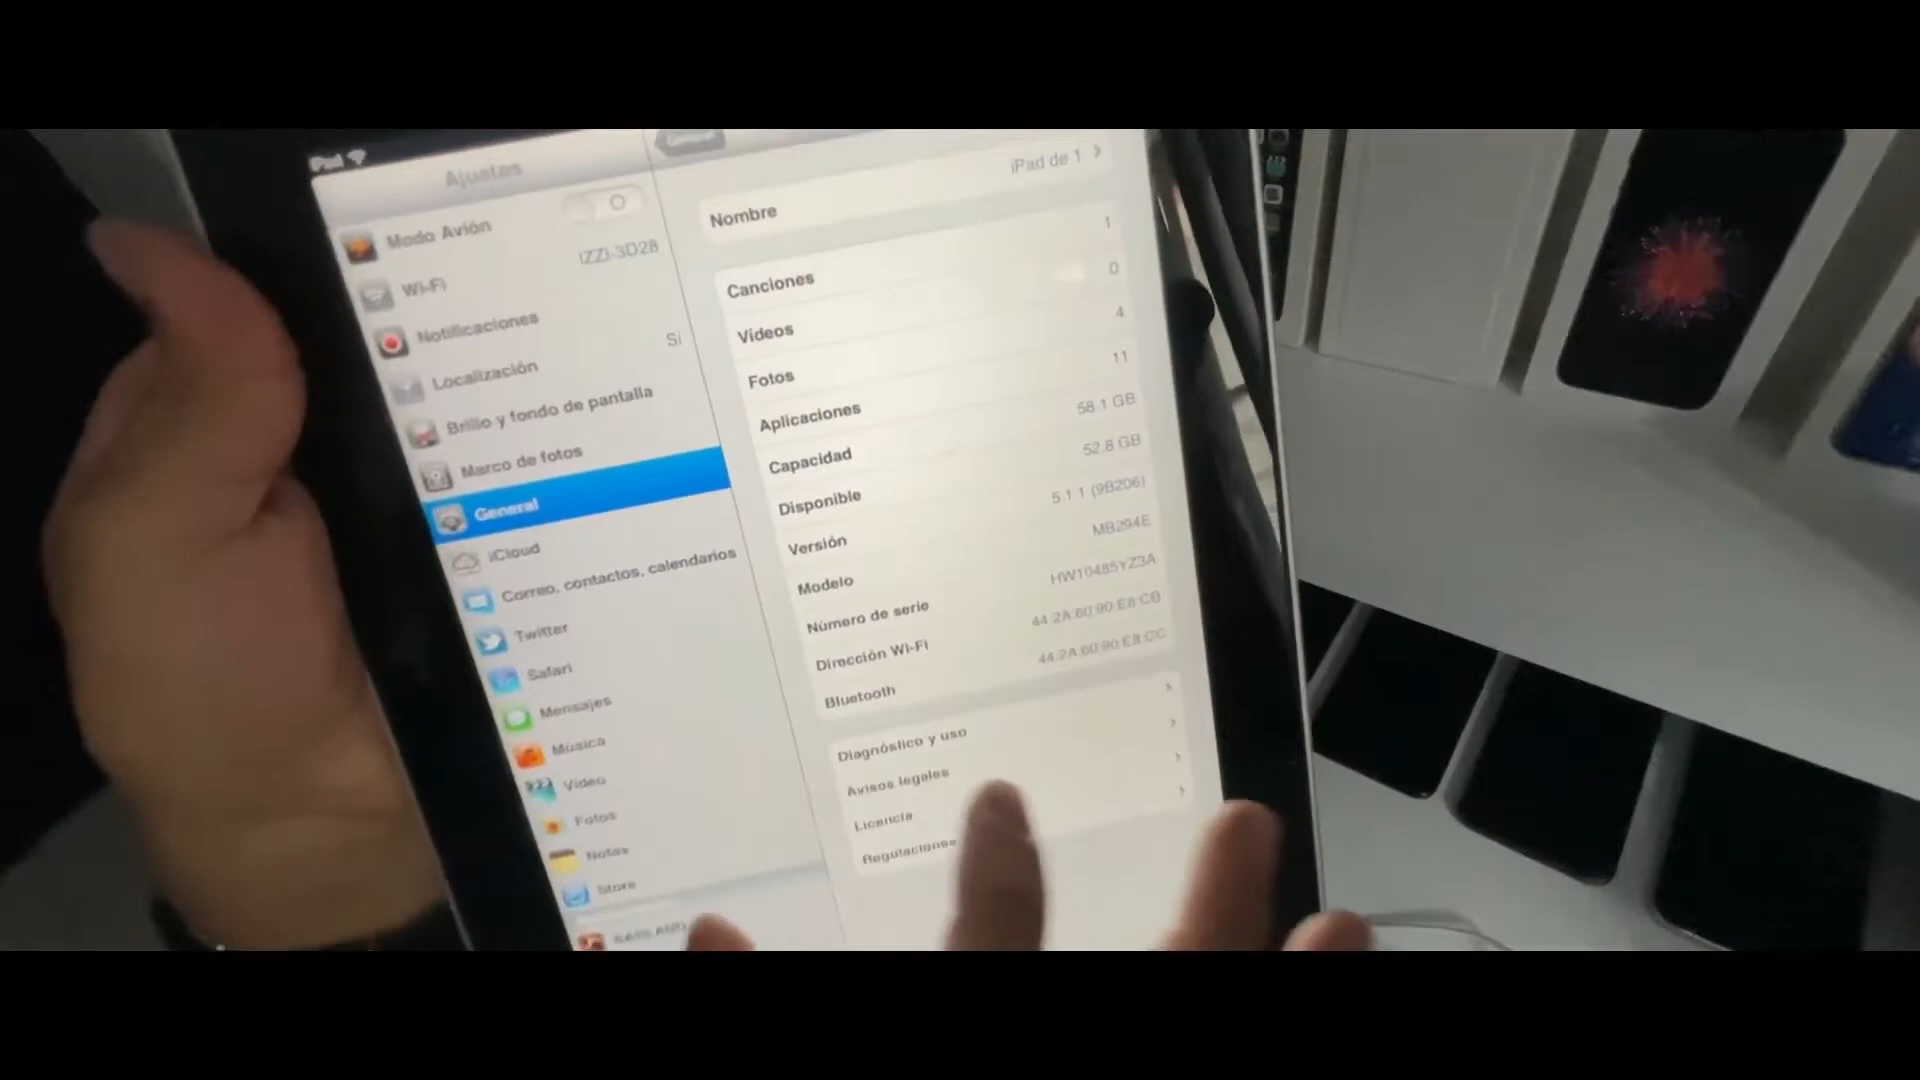 iPad
Ajustes
General
Modo Avión
Wi-Fi
IZZI-3D28
Notificaciones
Localización
Sí
Brillo y fondo de pantalla
Marco de fotos
General
iCloud
Correo, contactos, calendarios
Twitter
Safari
Mensajes
Música
Vídeo
Fotos
Notas
Store
Nombre
iPad de 1
Canciones
1
Vídeos
0
Fotos
4
Aplicaciones
11
Capacidad
58.1 GB
Disponible
52.8 GB
Versión
5.1.1 (9B206)
Modelo
MB294E
Número de serie
HW10485YZ3A
Dirección Wi-Fi
44:2A:60:90:E8:CB
Bluetooth
44:2A:60:90:E8:CC
Diagnóstico y uso
Avisos legales
Licencia
Regulaciones